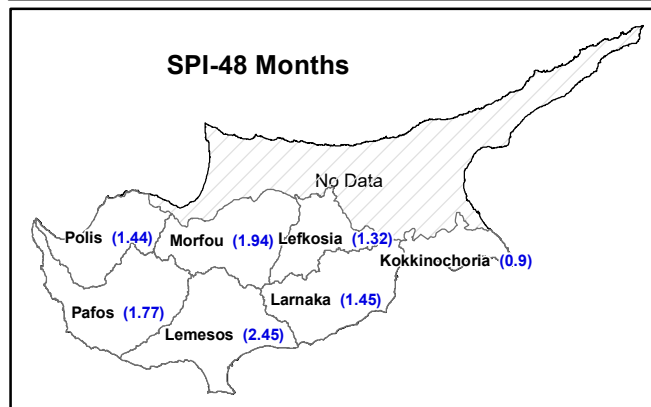 SPI-48 Months
No Data
Polis (1.44)
Morfou (1.94)
Lefkosia (1.32)
Kokkinochoria (0.9)
Pafos (1.77)
Larnaka (1.45)
Lemesos (2.45)